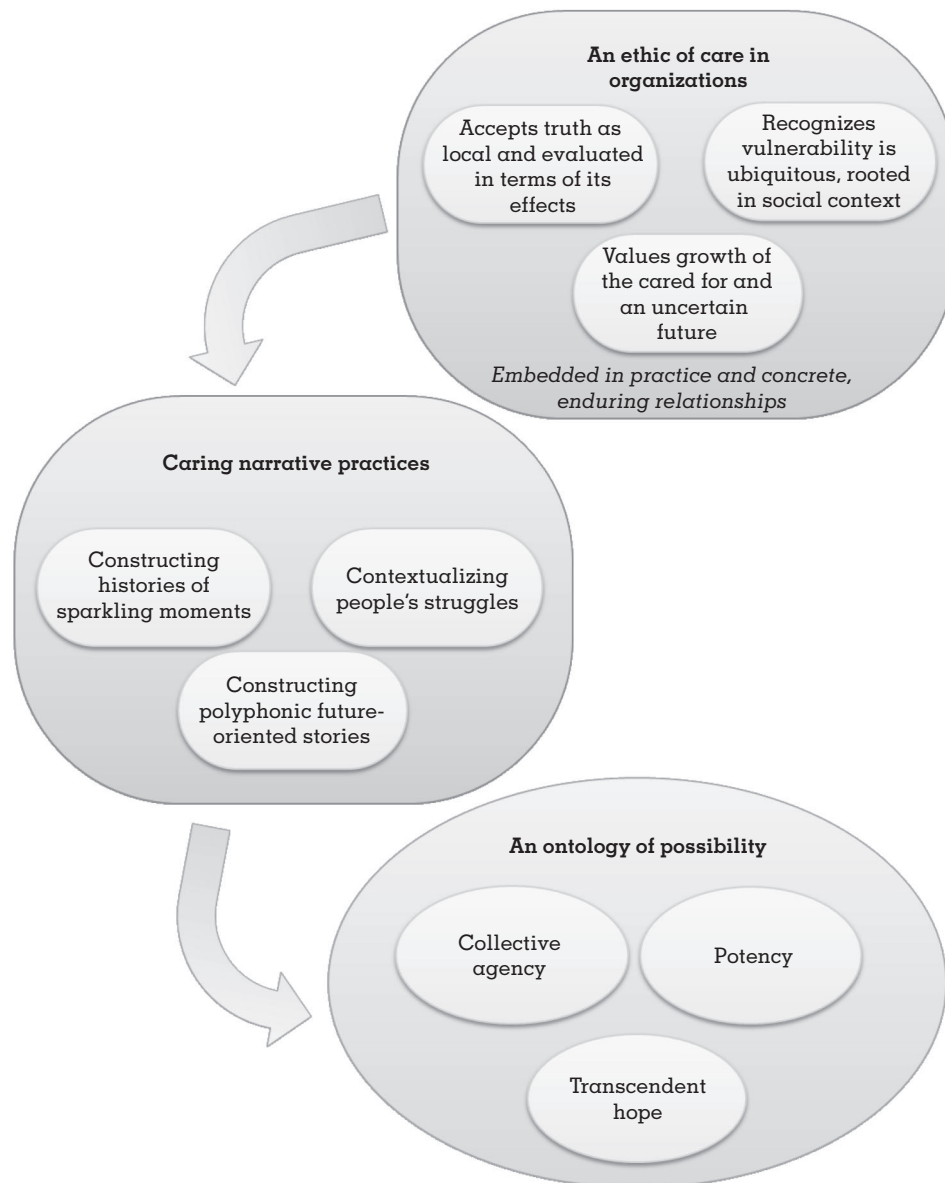 An ethic of care in
organizations
Accepts truth as
local and evaluated
in terms of its
effects
Recognizes
vulnerability is
ubiquitous, rooted
in social context
Values growth of
the cared for and
an uncertain
future
Embedded in practice and concrete,
enduring relationships
Caring narrative practices
Constructing
histories of
sparkling moments
Contextualizing
people's struggles
Constructing
polyphonic future-
oriented stories
An ontology of possibility
Collective
agency
Potency
Transcendent
hope